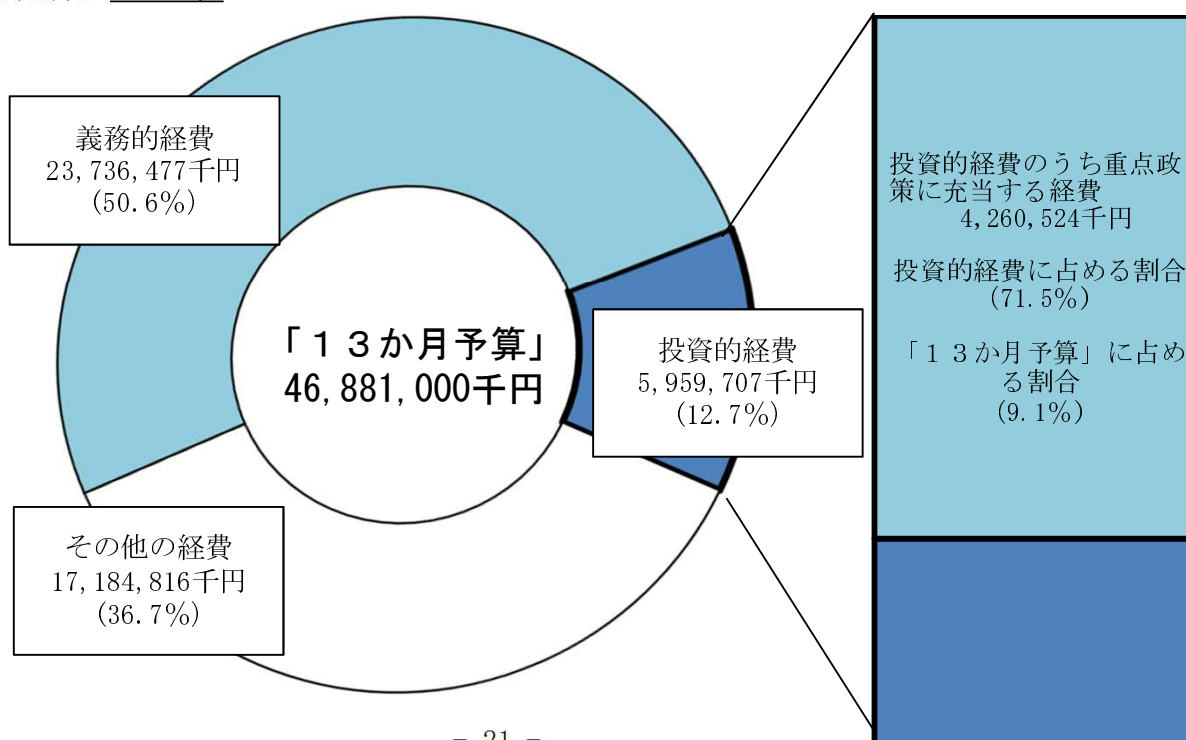 義務的経費
23,736,477千円
(50.6%)
「１３か月予算」
46,881,000千円
投資的経費
5,959,707千円
(12.7%)
その他の経費
17,184,816千円
(36.7%)
投資的経費のうち重点政
策に充当する経費
4,260,524千円
投資的経費に占める割合
(71.5%)
「１３か月予算」に占め
る割合
(9.1%)
- 21 -